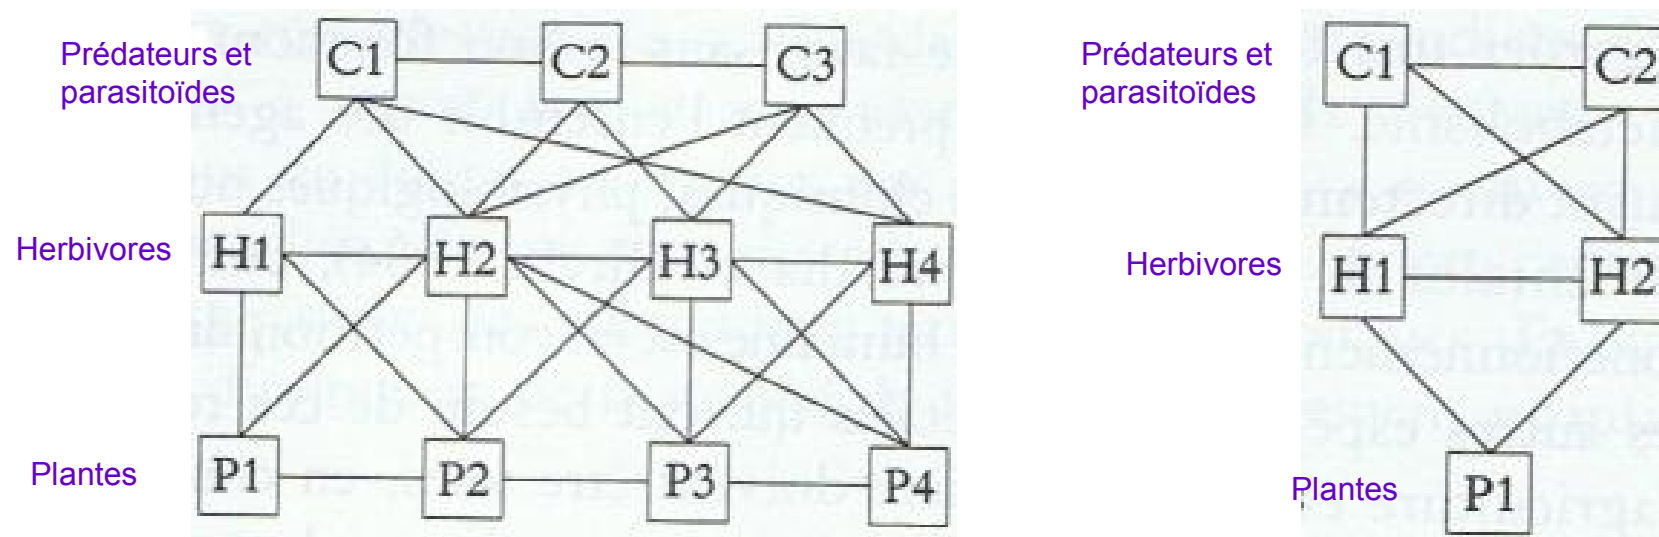 Prédateurs et
parasitoïdes
C1
C2
C3
Herbivores
H1
H2
H3
H4
Plantes
P1
P2
P3
P4
Prédateurs et
parasitoïdes
C1
C2
Herbivores
H1
H2
Plantes
P1